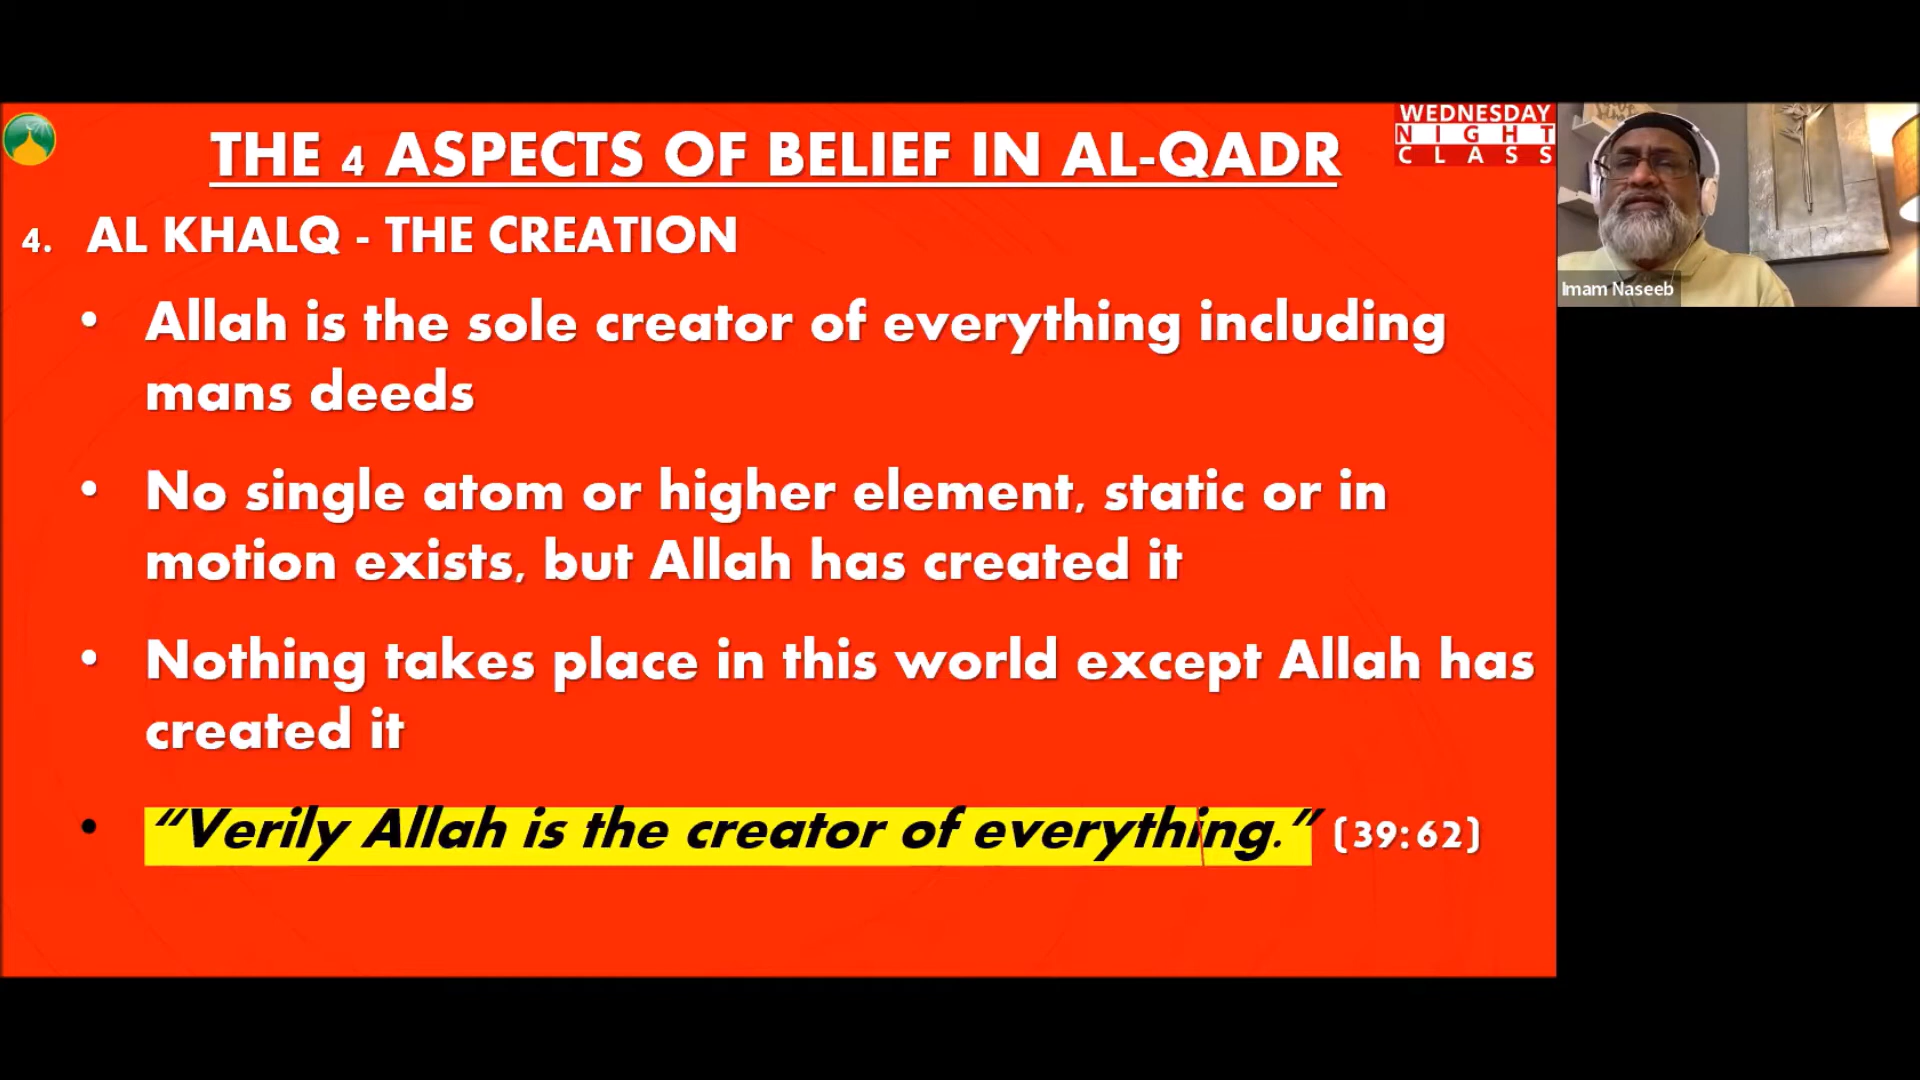 THE 4 ASPECTS OF BELIEF IN AL-QADR
WEDNESDAY
NIGHT
CLASS
4. AL KHALQ - THE CREATION
• Allah is the sole creator of everything including
mans deeds
• No single atom or higher element, static or in
motion exists, but Allah has created it
• Nothing takes place in this world except Allah has
created it
• “Verily Allah is the creator of everything.” (39:62)
Imam Naseeb